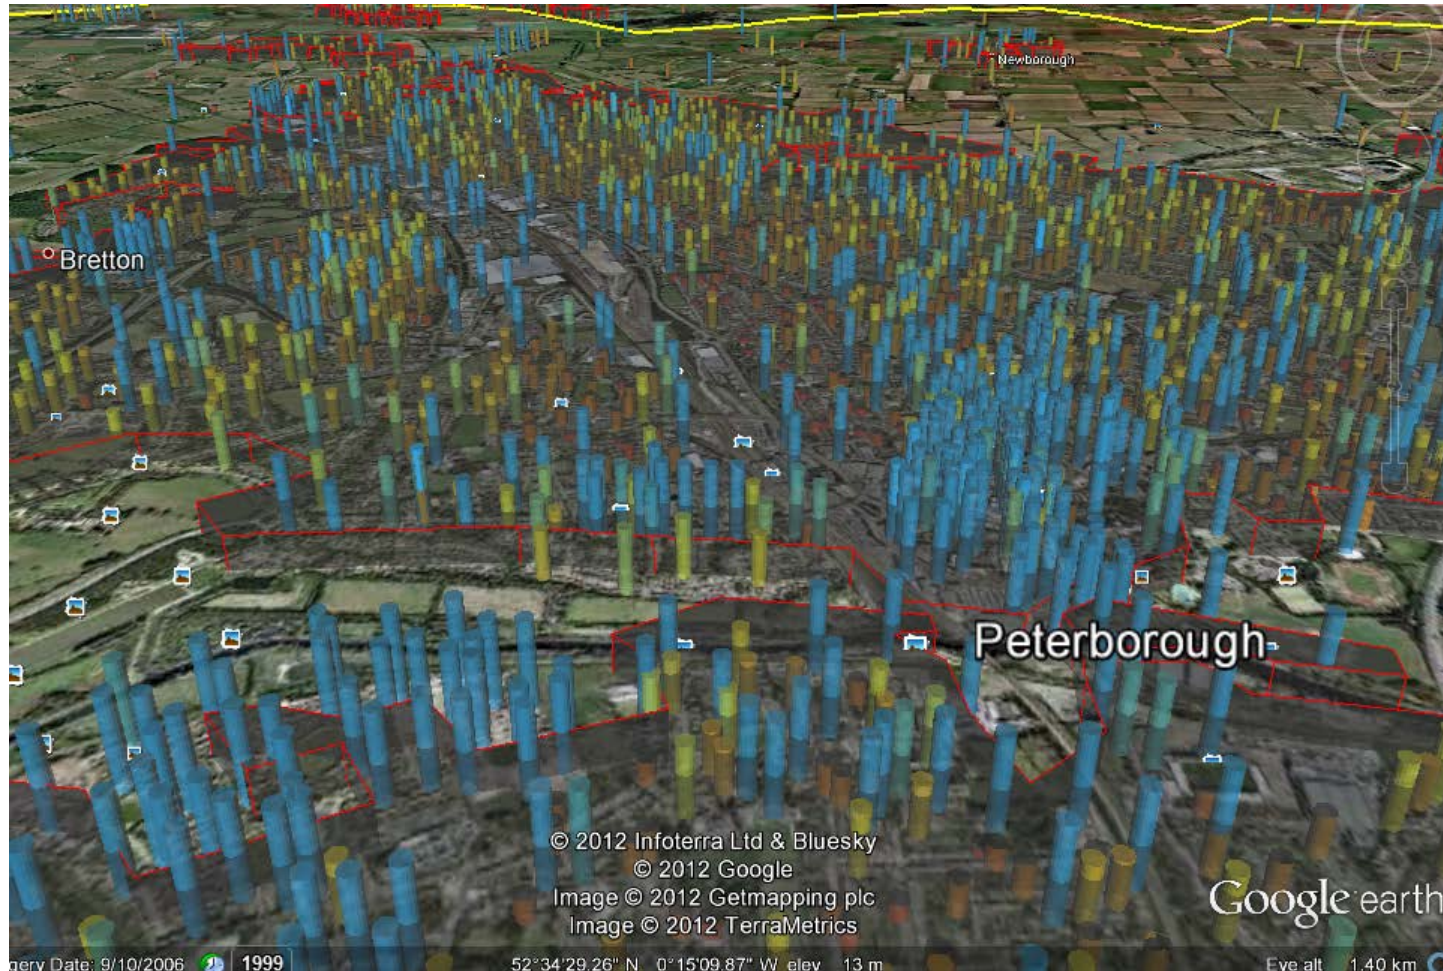 Newborough
Bretton
Peterborough
© 2012 Infoterra Ltd & Bluesky
© 2012 Google
Image © 2012 Getmapping plc
Image © 2012 TerraMetrics
Google earth
gery Date: 9/10/2006 1999 52°34'29.26" N 0°15'09.87" W elev 13 m Eye alt 1.40 km